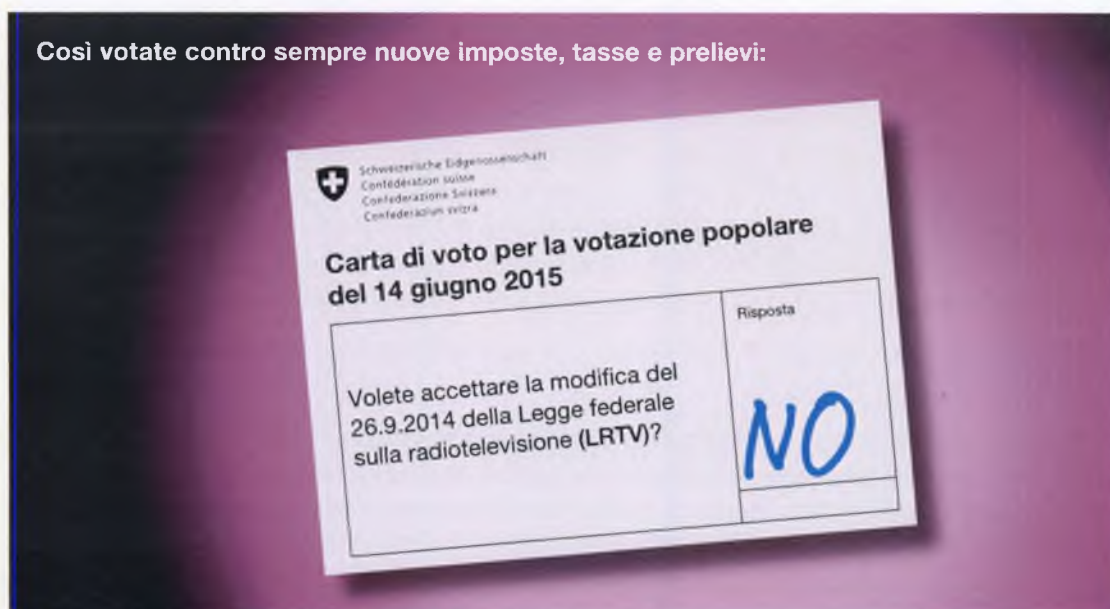 Così votate contro sempre nuove imposte, tasse e prelievi:
Schweizerische Eidgenossenschaft
Confédération suisse
Confederazione Svizzera
Confederaziun svizra
Carta di voto per la votazione popolare
del 14 giugno 2015
Risposta
Volete accettare la modifica del
26.9.2014 della Legge federale
sulla radiotelevisione (LRTV)?
NO